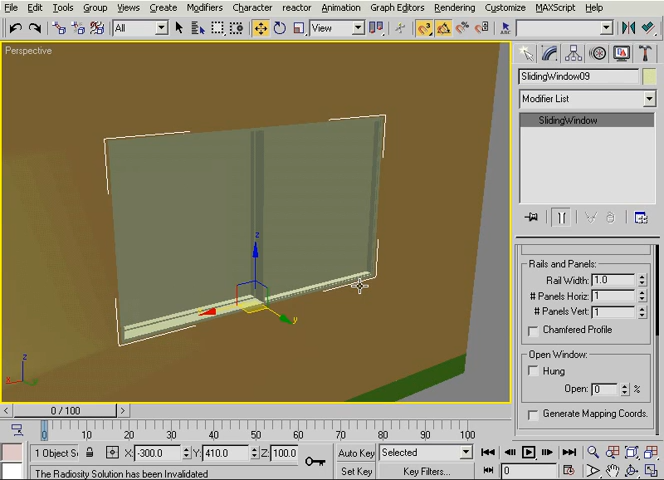 File Edit Tools Group Views Create Modifiers Character reactor Animation Graph Editors Rendering Customize MAXScript Help
All View
Perspective
z
y
z
x
SlidingWindow09
Modifier List
SlidingWindow
Rails and Panels:
Rail Width: 1.0
# Panels Horiz: 1
# Panels Vert: 1
Chamfered Profile
Open Window:
Hung
Open: 0 %
Generate Mapping Coords.
< 0 / 100 >
0 10 20 30 40 50 60 70 80 90 100
1 Object S X: -300.0 Y: 410.0 Z: 100.0 Auto Key Selected
The Radiosity Solution has been Invalidated Set Key Key Filters... 0